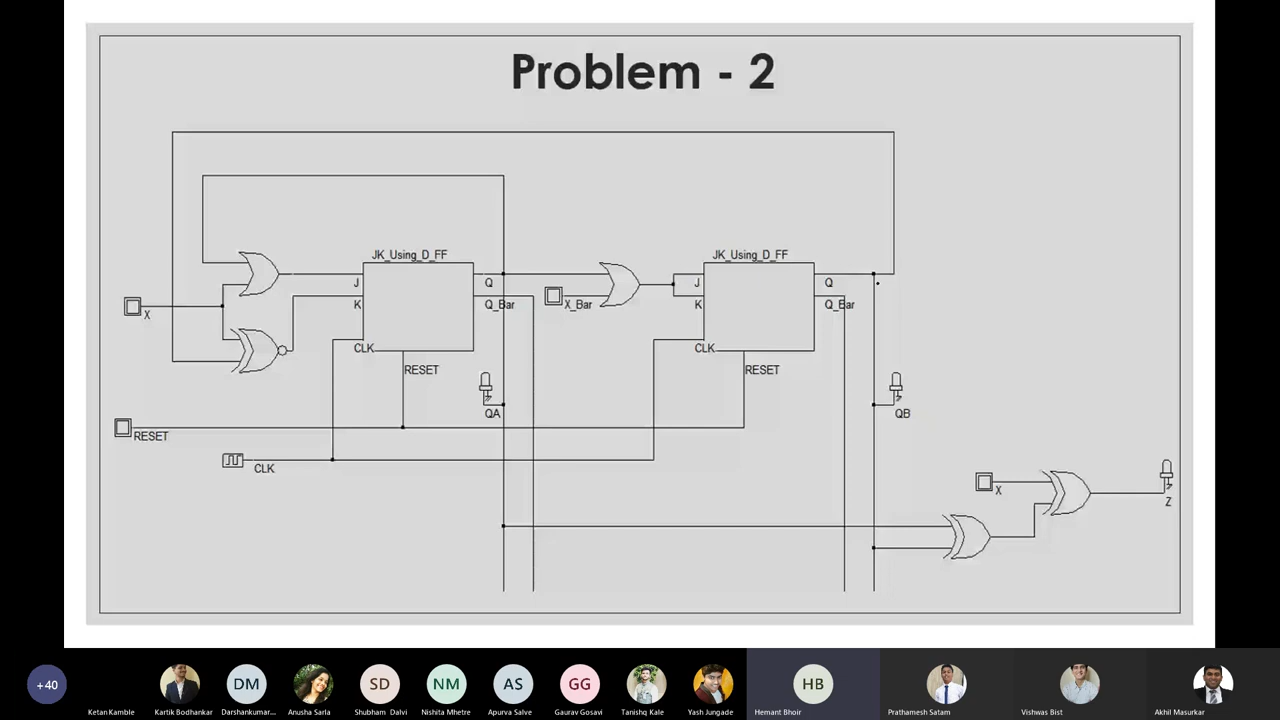 Problem - 2
JK_Using_D_FF
JK_Using_D_FF
J
Q
J
Q
K
Q_Bar
X_Bar
K
Q_Bar
X
CLK
CLK
RESET
RESET
QA
QB
RESET
CLK
X
Z
+40
DM
SD
NM
AS
GG
HB
Ketan Kamble
Kartik Bodhankar
Darshankumar...
Anusha Sarla
Shubham Dalvi
Nishita Mhetre
Apurva Salve
Gaurav Gosavi
Tanishq Kale
Yash Jungade
Hemant Bhoir
Prathamesh Satam
Vishwas Bist
Akhil Masurkar